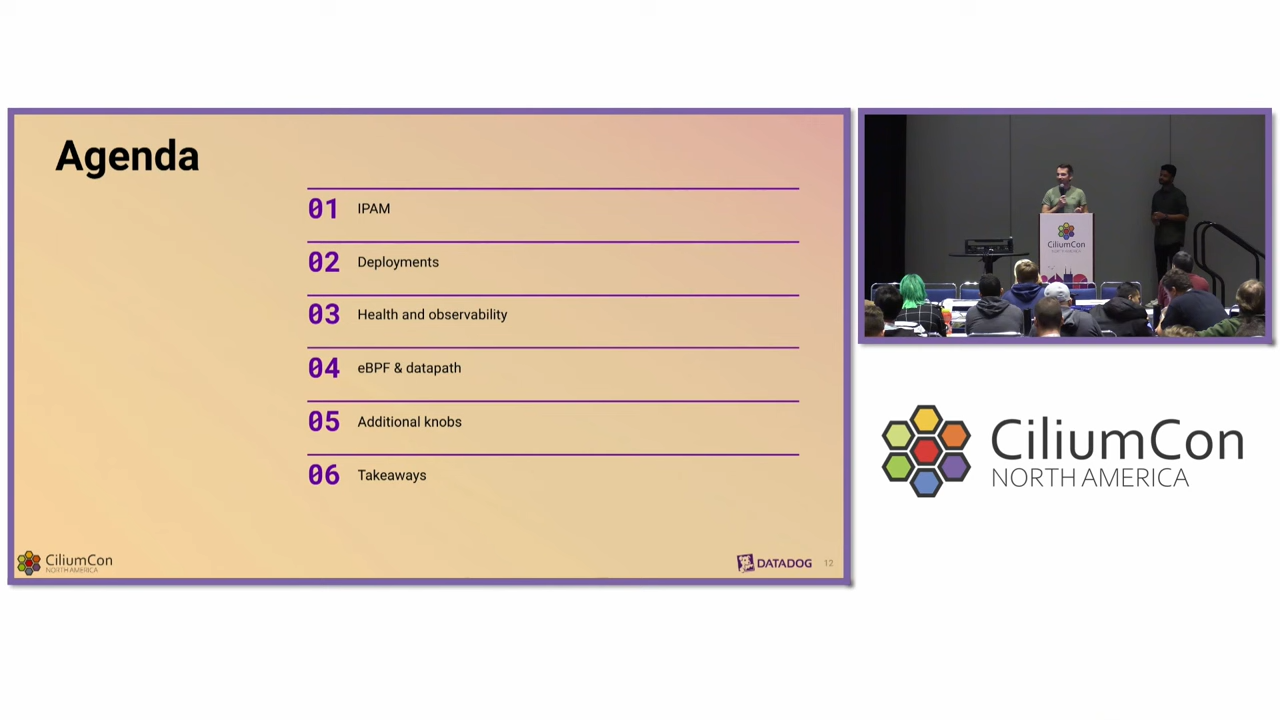 Agenda
01 IPAM
02 Deployments
03 Health and observability
04 eBPF & datapath
05 Additional knobs
06 Takeaways
CiliumCon
NORTH AMERICA
DATADOG 12
CiliumCon
CiliumCon
NORTH AMERICA